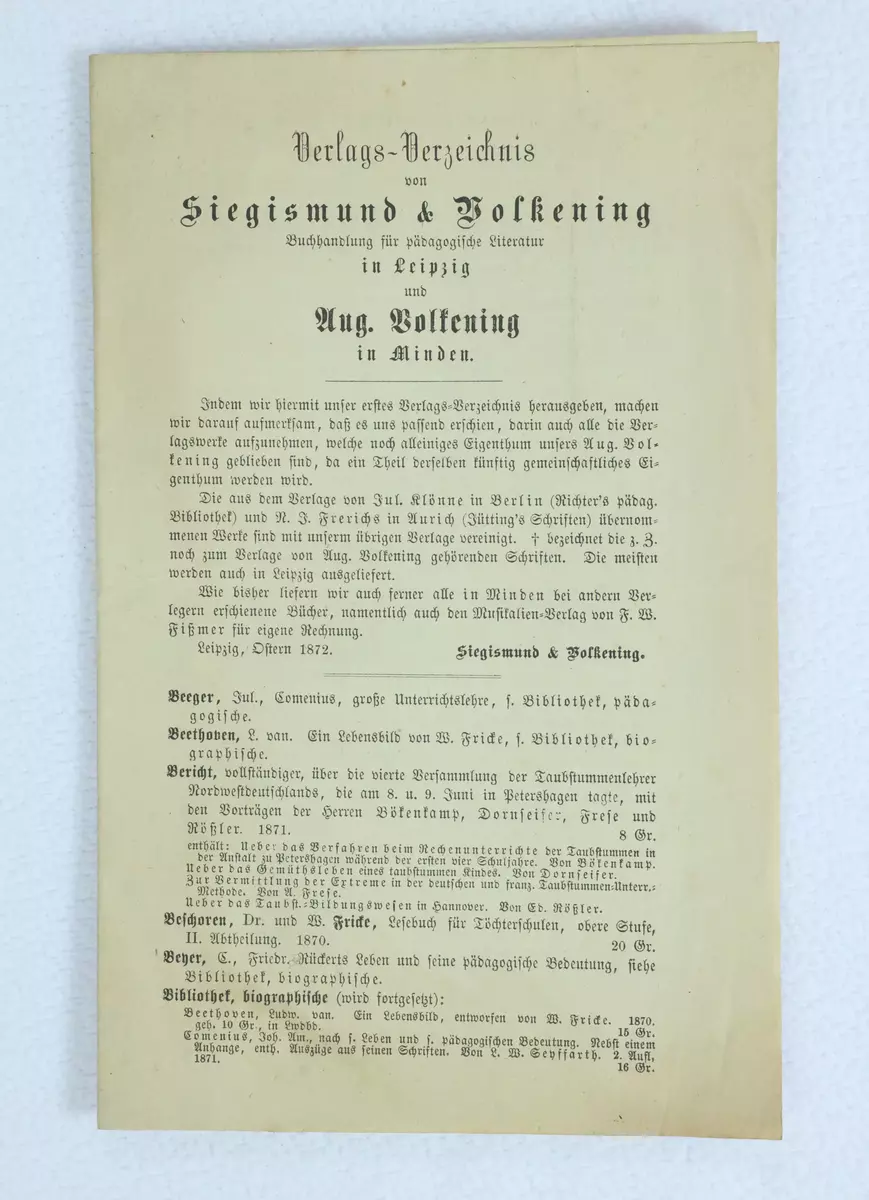 Verlags-Verzeichnis
von
Siegismund & Volkening
Buchhandlung für pädagogische Literatur
in Leipzig
und
Aug. Volkening
in Minden.
Indem wir hiermit unser erstes Verlags-Verzeichnis herausgeben, machen
wir darauf aufmerksam, daß es uns passend erschien, darin auch alle die Ver-
lagswerke aufzunehmen, welche noch alleiniges Eigenthum unsers Aug. Vol-
kening geblieben sind, da ein Theil derselben künftig gemeinschaftliches Ei-
genthum werden wird.
Die aus dem Verlage von Jul. Klönne in Berlin (Richter's pädag.
Bibliothek) und N. J. Frerichs in Aurich (Jütting's Schriften) übernom-
menen Werke sind mit unserm übrigen Verlage vereinigt. † bezeichnet die z. Z.
noch zum Verlage von Aug. Volkening gehörenden Schriften. Die meisten
werden auch in Leipzig ausgeliefert.
Wie bisher liefern wir auch ferner alle in Minden bei andern Ver-
legern erschienene Bücher, namentlich auch den Musikalien-Verlag von F. W.
Fißmer für eigene Rechnung.
Leipzig, Ostern 1872. Siegismund & Volkening.
Beeger, Jul., Comenius, große Unterrichtslehre, s. Bibliothek, päda-
gogische.
Beethoven, L. van. Ein Lebensbild von W. Fricke, s. Bibliothek, bio-
graphische.
Bericht, vollständiger, über die vierte Versammlung der Taubstummenlehrer
Nordwestdeutschlands, die am 8. u. 9. Juni in Petershagen tagte, mit
den Vorträgen der Herren Bökenkamp, Dornseifer, Frese und
Rößler. 1871. 8 Gr.
enthält: Ueber das Verfahren beim Rechenunterrichte der Taubstummen in
der Anstalt zu Petershagen während der ersten vier Schuljahre. Von Bökenkamp.
Ueber das Gemüthsleben eines taubstummen Kindes. Von Dornseifer.
Zur Vermittlung der Extreme in der deutschen und franz. Taubstummen-Unterr.-
Methode. Von A. Frese.
Ueber das Taubst.-Bildungswesen in Hannover. Von Ed. Rößler.
Beschoren, Dr. und W. Fricke, Lesebuch für Töchterschulen, obere Stufe,
II. Abtheilung. 1870. 20 Gr.
Beyer, C., Friedr. Rückerts Leben und seine pädagogische Bedeutung, siehe
Bibliothek, biographische.
Bibliothek, biographische (wird fortgesetzt):
Beethoven, Ludw. van. Ein Lebensbild, entworfen von W. Fricke. 1870.
geh. 10 Gr., in Lwdbd. 15 Gr.
Comenius, Joh. Am., nach s. Leben und s. pädagogischen Bedeutung. Nebst einem
Anhange, enth. Auszüge aus seinen Schriften. Von L. W. Seyffarth. 2. Aufl,
1871. 16 Gr.